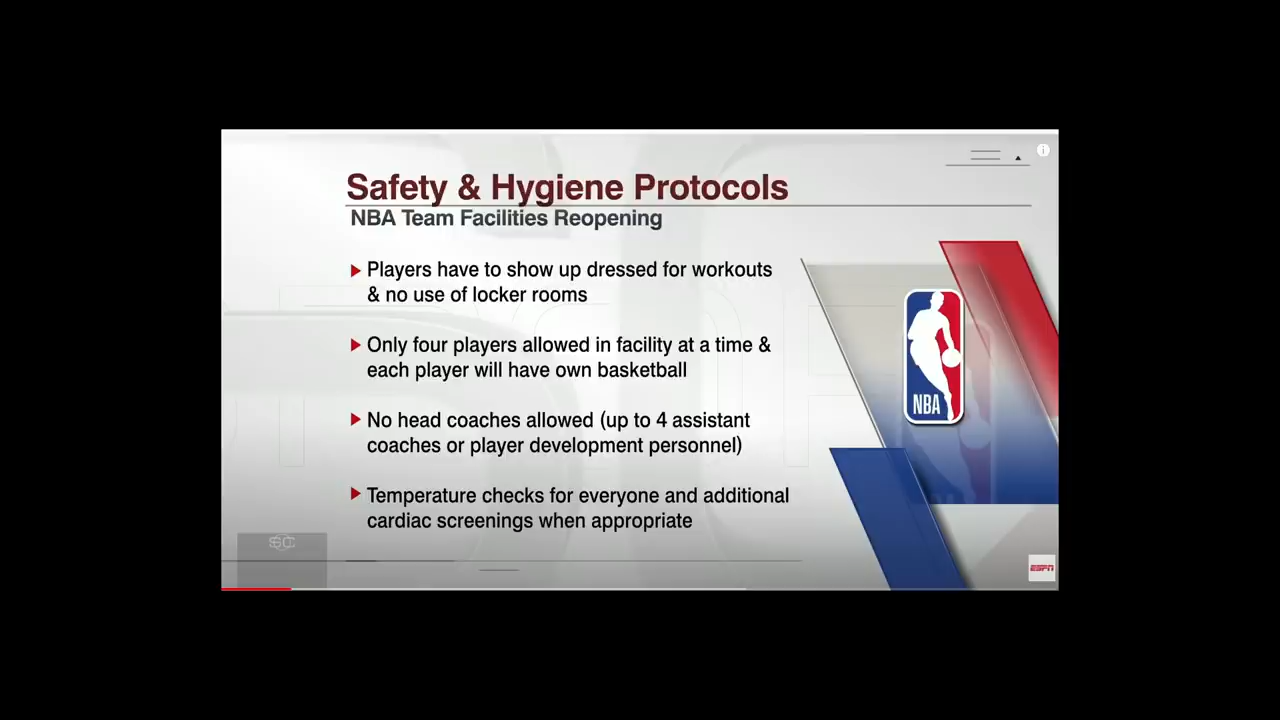 Safety & Hygiene Protocols
NBA Team Facilities Reopening
Players have to show up dressed for workouts
& no use of locker rooms
Only four players allowed in facility at a time &
each player will have own basketball
No head coaches allowed (up to 4 assistant
coaches or player development personnel)
Temperature checks for everyone and additional
cardiac screenings when appropriate
NBA
SC
ESPN